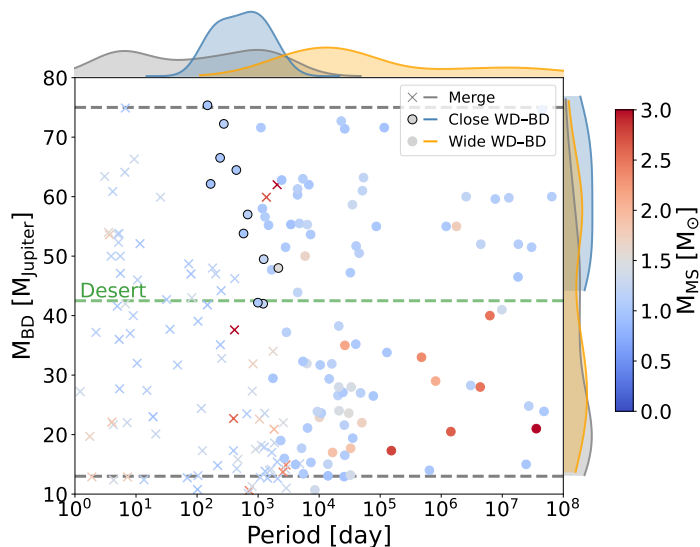 80
70
60
50
40
30
20
10
M_BD [M_Jupiter]
Merge
Close WD–BD
Wide WD–BD
Desert
10^0 10^1 10^2 10^3 10^4 10^5 10^6 10^7 10^8
Period [day]
3.0
2.5
2.0
1.5
1.0
0.5
0.0
M_MS [M_⊙]